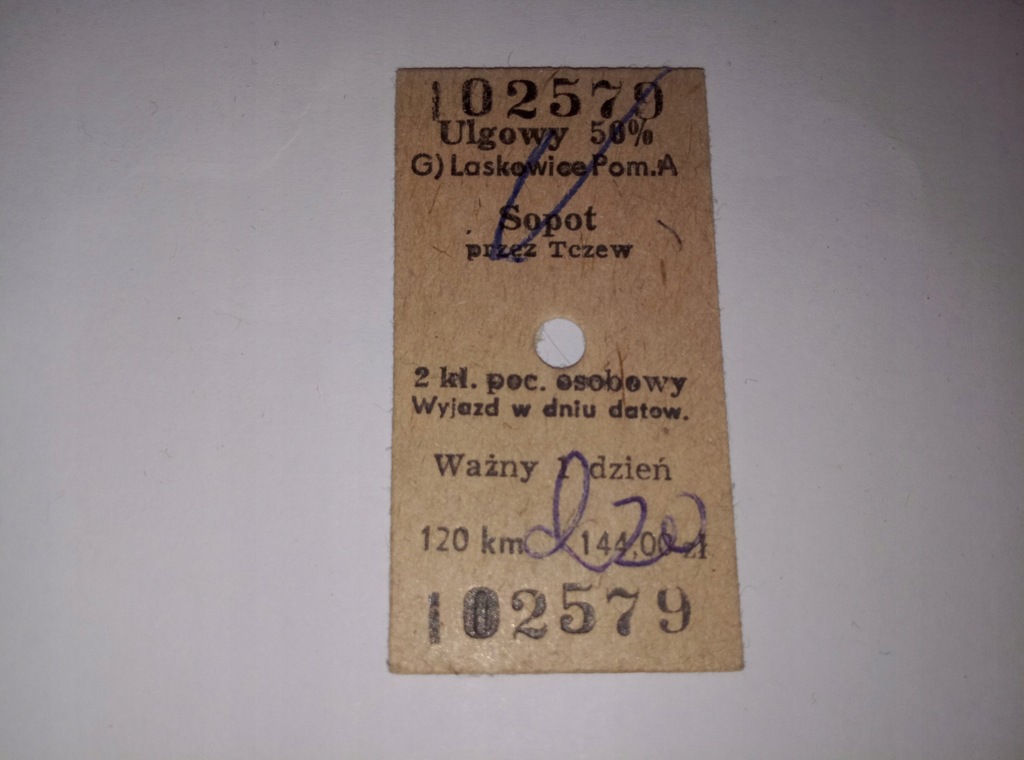 102579
Ulgowy 50%
G) Laskowice Pom. A
Sopot
przez Tczew
2 kl. poc. osobowy
Wyjazd w dniu datow.
Ważny 1 dzień
120 km 144,00 zł
102579